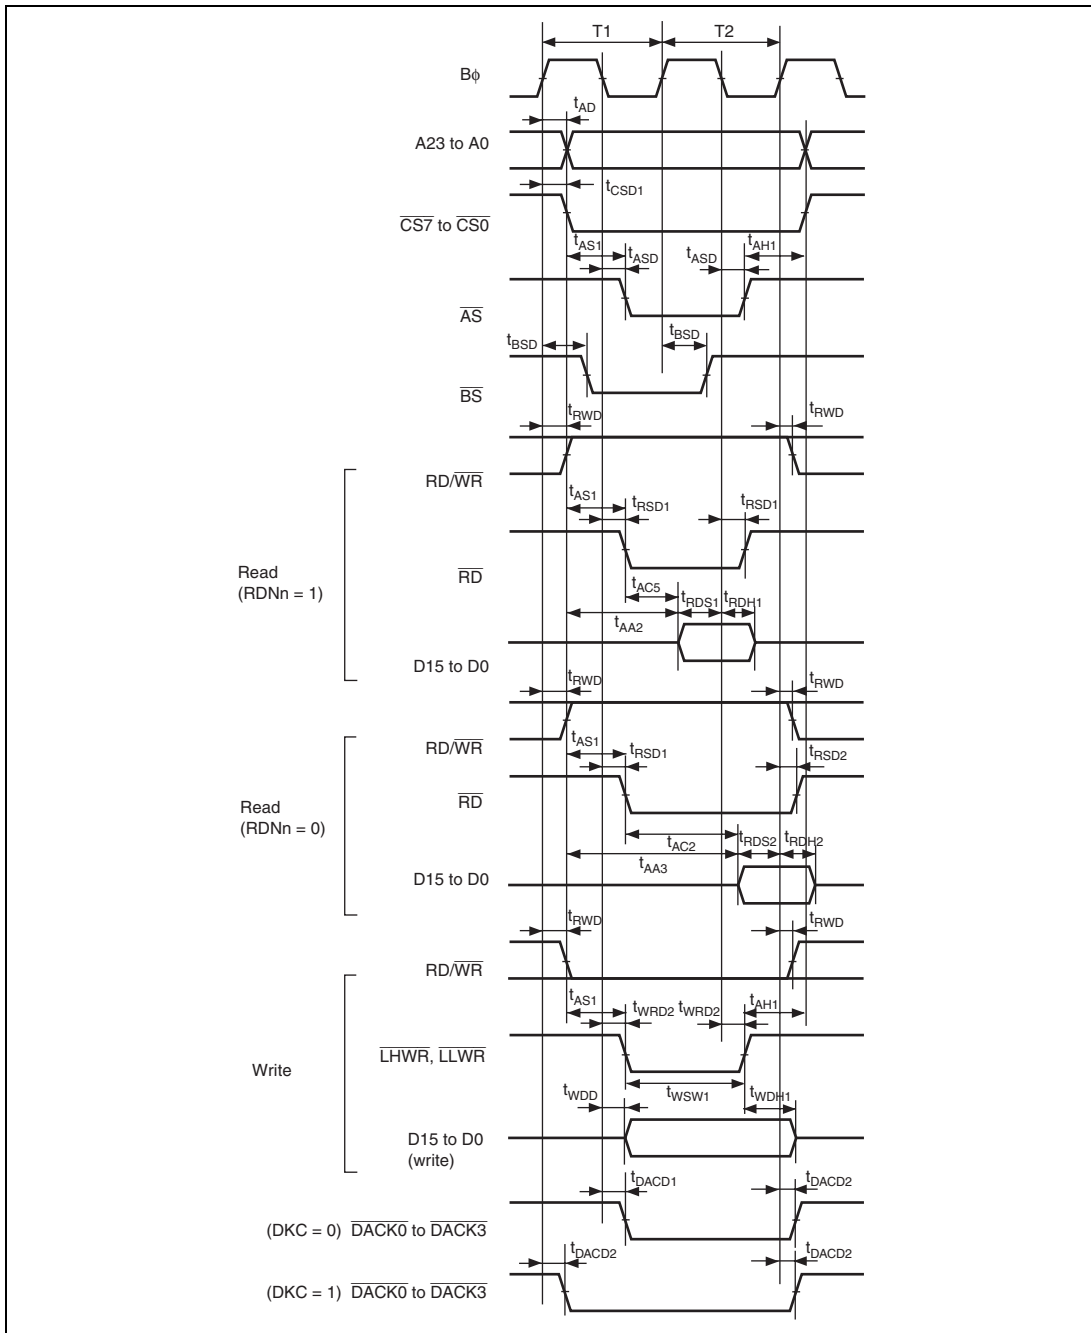 T1 T2
Bφ
tAD
A23 to A0
tCSD1
CS7 to CS0
tAS1 tASD tASD tAH1
AS
tBSD tBSD
BS
tRWD tRWD
RD/WR
tAS1 tRSD1 tRSD1
Read
(RDNn = 1)
RD
tAC5 tRDS1 tRDH1
tAA2
D15 to D0
tRWD tRWD
RD/WR
tAS1 tRSD1 tRSD2
Read
(RDNn = 0)
RD
tAC2 tRDS2 tRDH2
tAA3
D15 to D0
tRWD tRWD
RD/WR
tAS1 tWRD2 tWRD2 tAH1
LHWR, LLWR
Write
tWDD tWSW1 tWDH1
D15 to D0
(write)
tDACD1 tDACD2
(DKC = 0) DACK0 to DACK3
tDACD2 tDACD2
(DKC = 1) DACK0 to DACK3